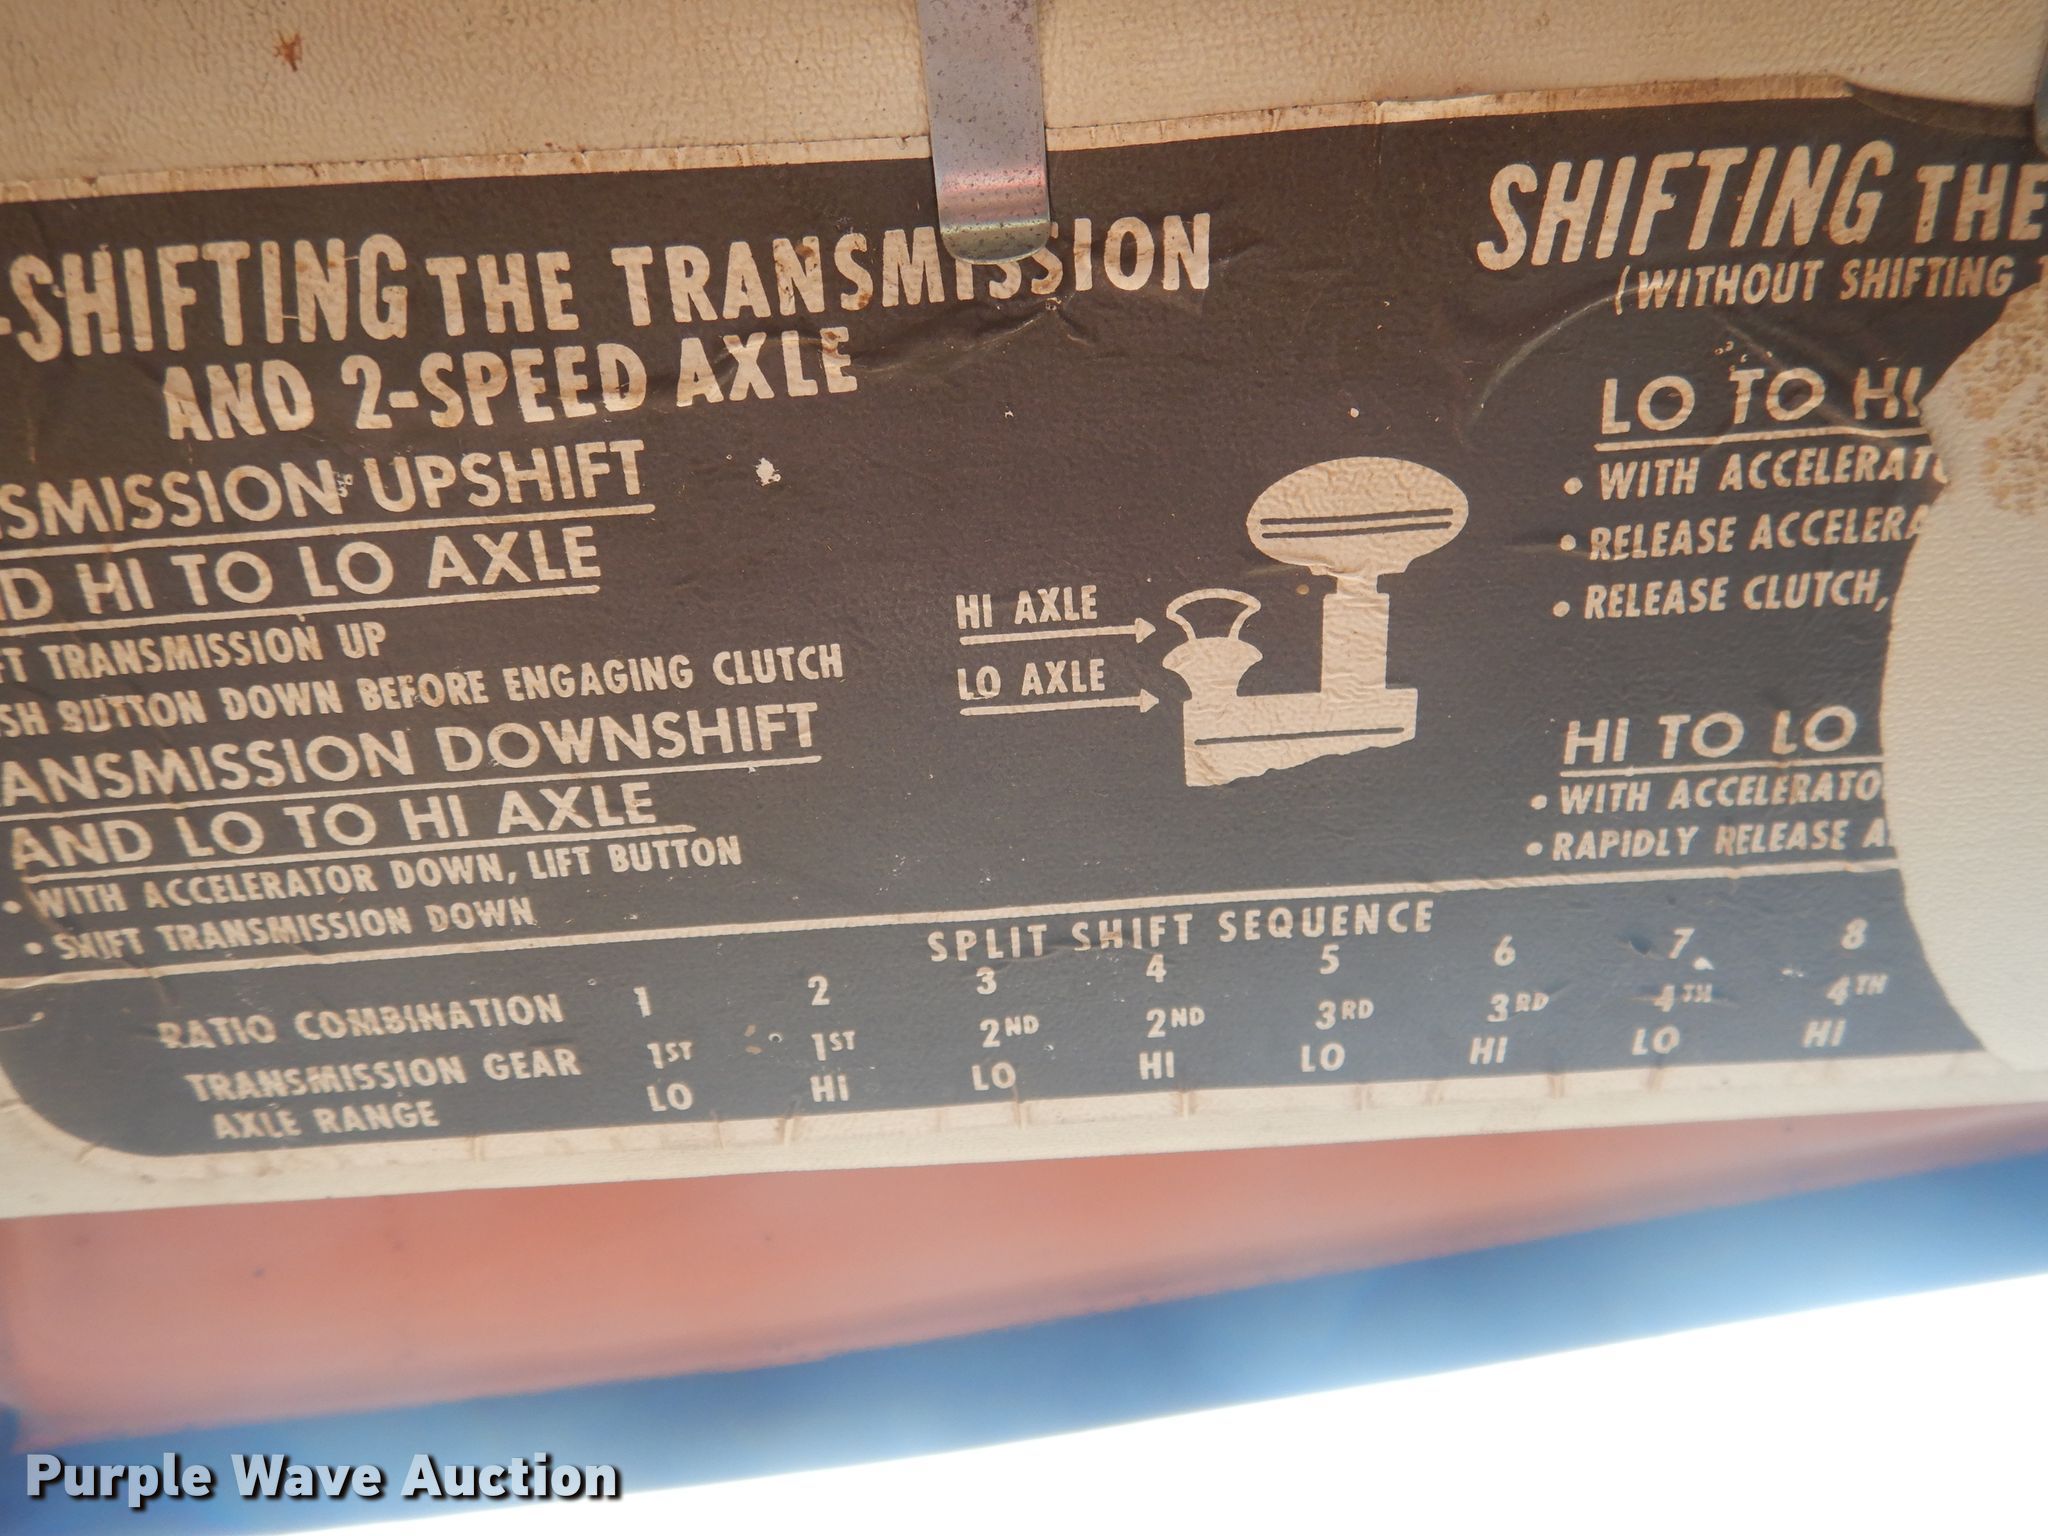 -SHIFTING THE TRANSMISSION
AND 2-SPEED AXLE
SMISSION UPSHIFT
D HI TO LO AXLE
FT TRANSMISSION UP
SH BUTTON DOWN BEFORE ENGAGING CLUTCH
ANSMISSION DOWNSHIFT
AND LO TO HI AXLE
• WITH ACCELERATOR DOWN, LIFT BUTTON
• SHIFT TRANSMISSION DOWN
HI AXLE
LO AXLE
SHIFTING THE
(WITHOUT SHIFTING
LO TO HI
• WITH ACCELERATO
• RELEASE ACCELERA
• RELEASE CLUTCH,
HI TO LO
• WITH ACCELERATO
• RAPIDLY RELEASE A
SPLIT SHIFT SEQUENCE
RATIO COMBINATION 1 2 3 4 5 6 7 8
TRANSMISSION GEAR 1ST 1ST 2ND 2ND 3RD 3RD 4TH 4TH
AXLE RANGE LO HI LO HI LO HI LO HI
Purple Wave Auction